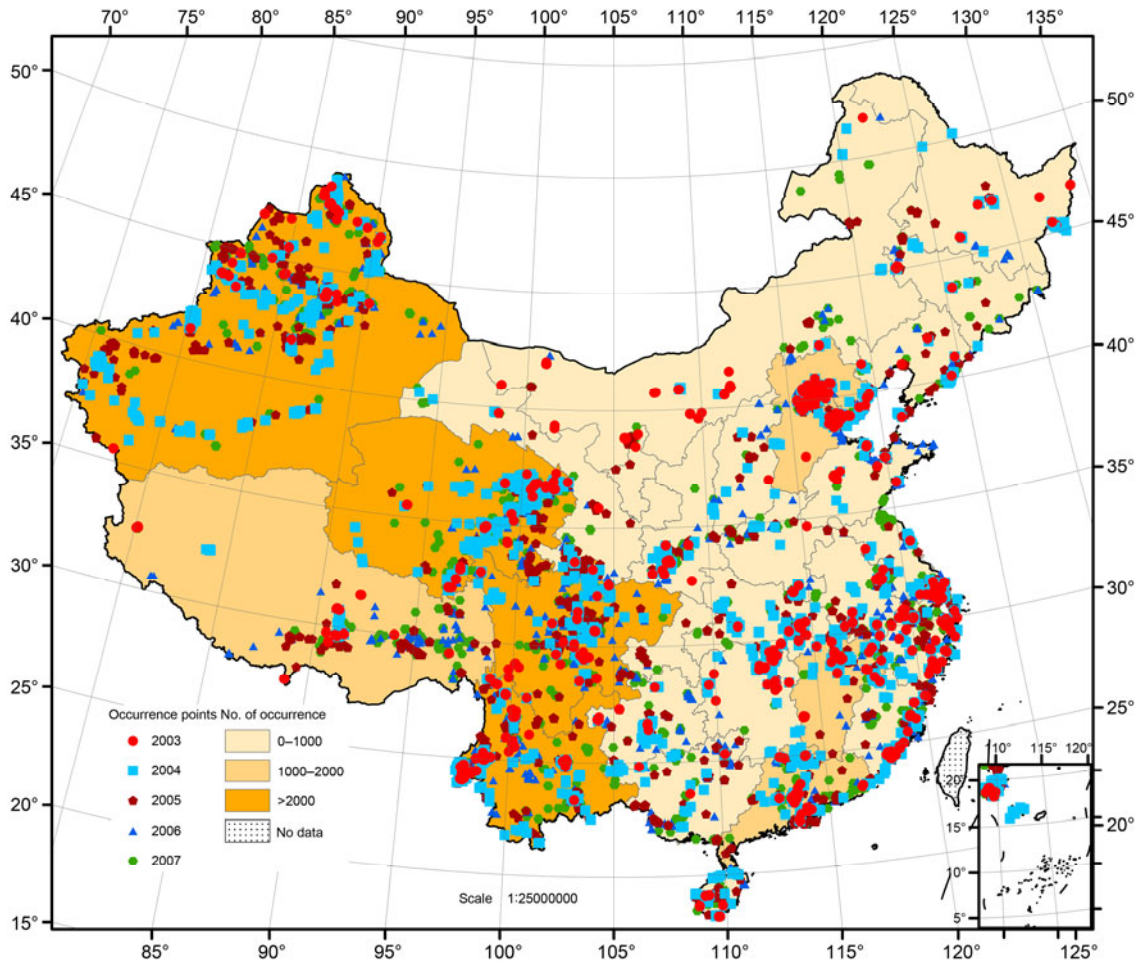 70° 75° 80° 85° 90° 95° 100° 105° 110° 115° 120° 125° 130° 135°
50° 50°
45° 45°
40° 40°
35° 35°
30° 30°
25° 25°
20° 20°
15°
Occurrence points No. of occurrence
2003 0–1000
2004 1000–2000
2005 >2000
2006 No data
2007
Scale 1:25000000
110° 115° 120°
20°
15°
10°
5°
85° 90° 95° 100° 105° 110° 115° 120° 125°